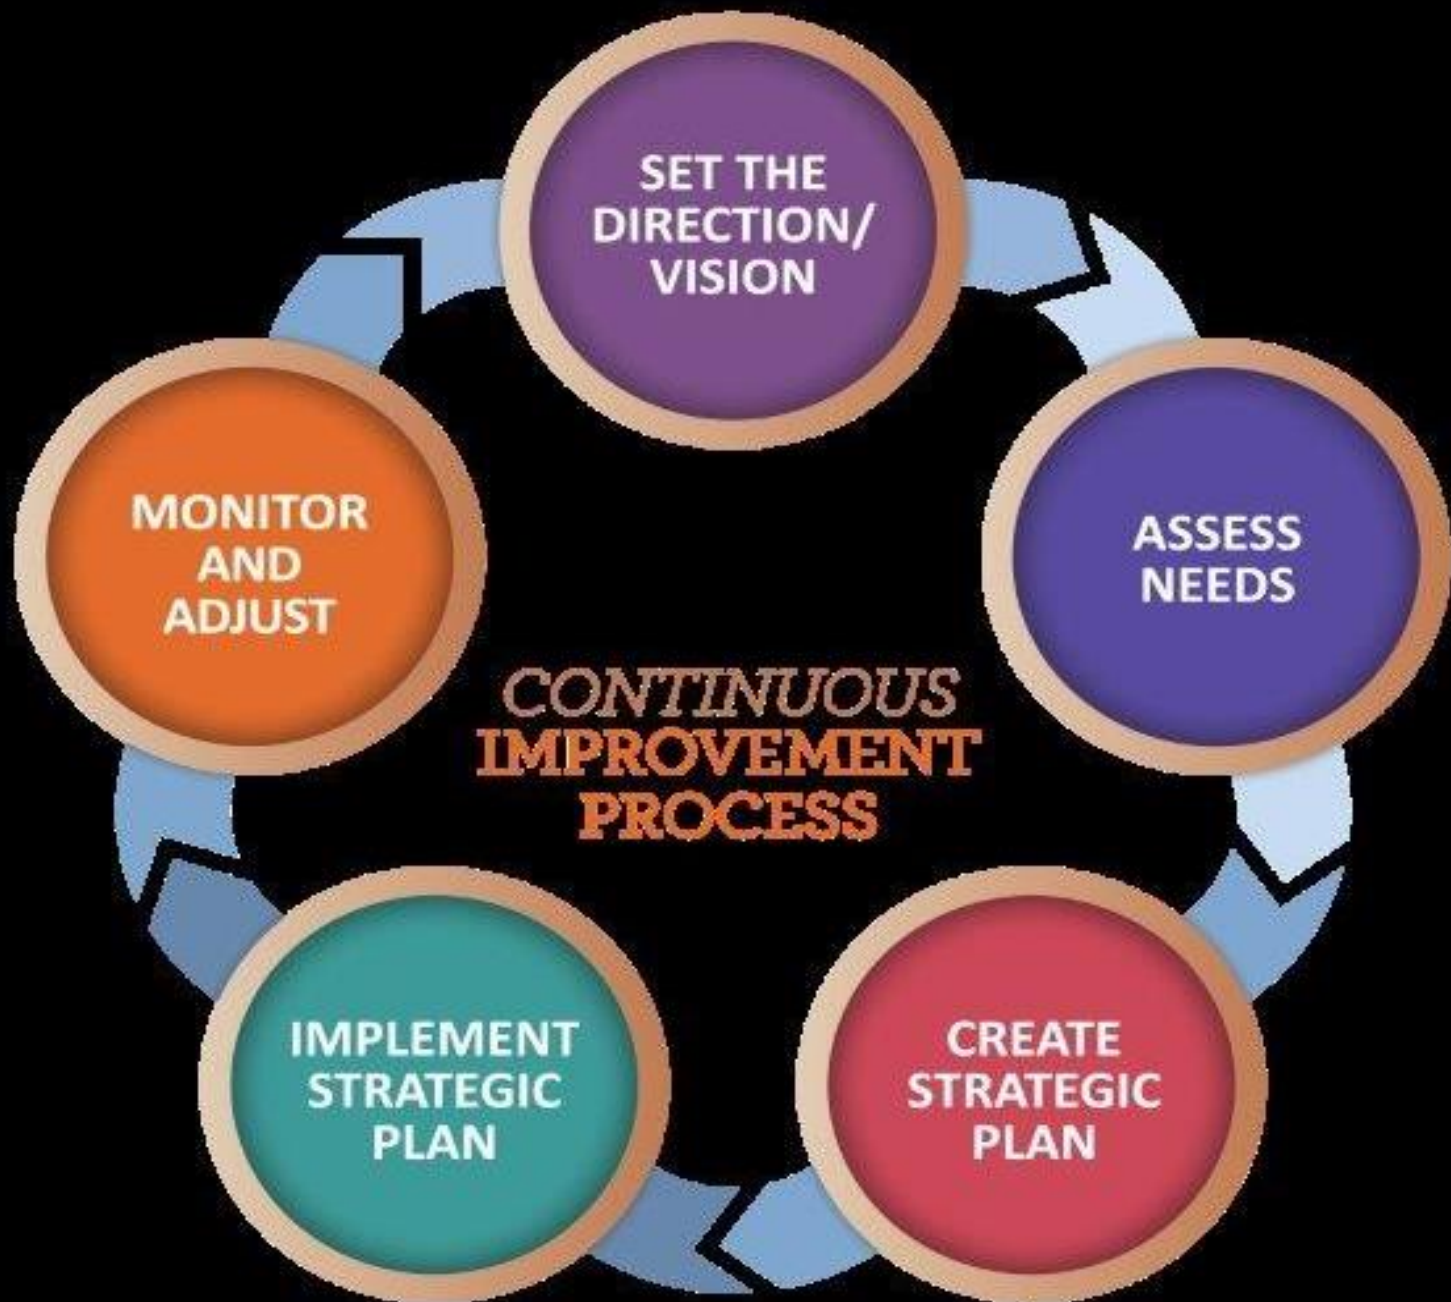 SET THE
DIRECTION/
VISION
ASSESS
NEEDS
CREATE
STRATEGIC
PLAN
IMPLEMENT
STRATEGIC
PLAN
MONITOR
AND
ADJUST
CONTINUOUS
IMPROVEMENT
PROCESS